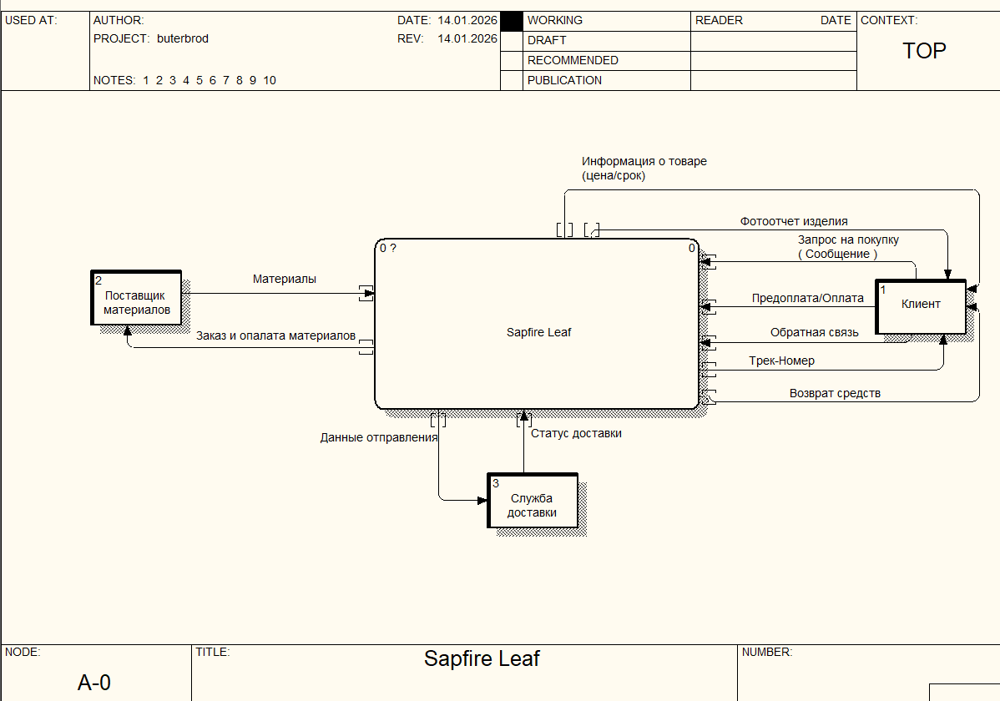 USED AT:
AUTHOR:
DATE: 14.01.2026
WORKING
READER
DATE
CONTEXT:
PROJECT: buterbrod
REV: 14.01.2026
DRAFT
TOP
RECOMMENDED
NOTES: 1 2 3 4 5 6 7 8 9 10
PUBLICATION
Информация о товаре
(цена/срок)
Фотоотчет изделия
Запрос на покупку
( Сообщение )
0 ?
0
2
Поставщик
материалов
Материалы
1
Клиент
Предоплата/Оплата
Заказ и опалата материалов
Sapfire Leaf
Обратная связь
Трек-Номер
Возврат средств
Данные отправления
Статус доставки
3
Служба
доставки
NODE:
A-0
TITLE:
Sapfire Leaf
NUMBER: